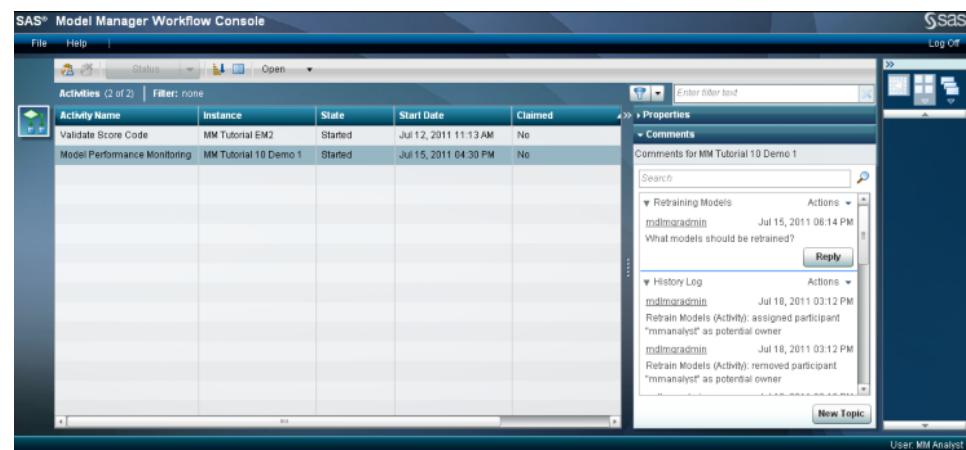 SAS® Model Manager Workflow Console
sas
File Help
Log Off
Status Open
Activities (2 of 2) Filter: none
Enter filter text
Activity Name Instance State Start Date Claimed
Validate Score Code MM Tutorial EM2 Started Jul 12, 2011 11:13 AM No
Model Performance Monitoring MM Tutorial 10 Demo 1 Started Jul 15, 2011 04:30 PM No
Properties
Comments
Comments for MM Tutorial 10 Demo 1
Search
Retraining Models Actions
mdlmgradmin Jul 15, 2011 06:14 PM
What models should be retrained?
Reply
History Log Actions
mdlmgradmin Jul 18, 2011 03:12 PM
Retrain Models (Activity): assigned participant
"mmanalyst" as potential owner
mdlmgradmin Jul 18, 2011 03:12 PM
Retrain Models (Activity): removed participant
"mmanalyst" as potential owner
New Topic
User: MM Analyst